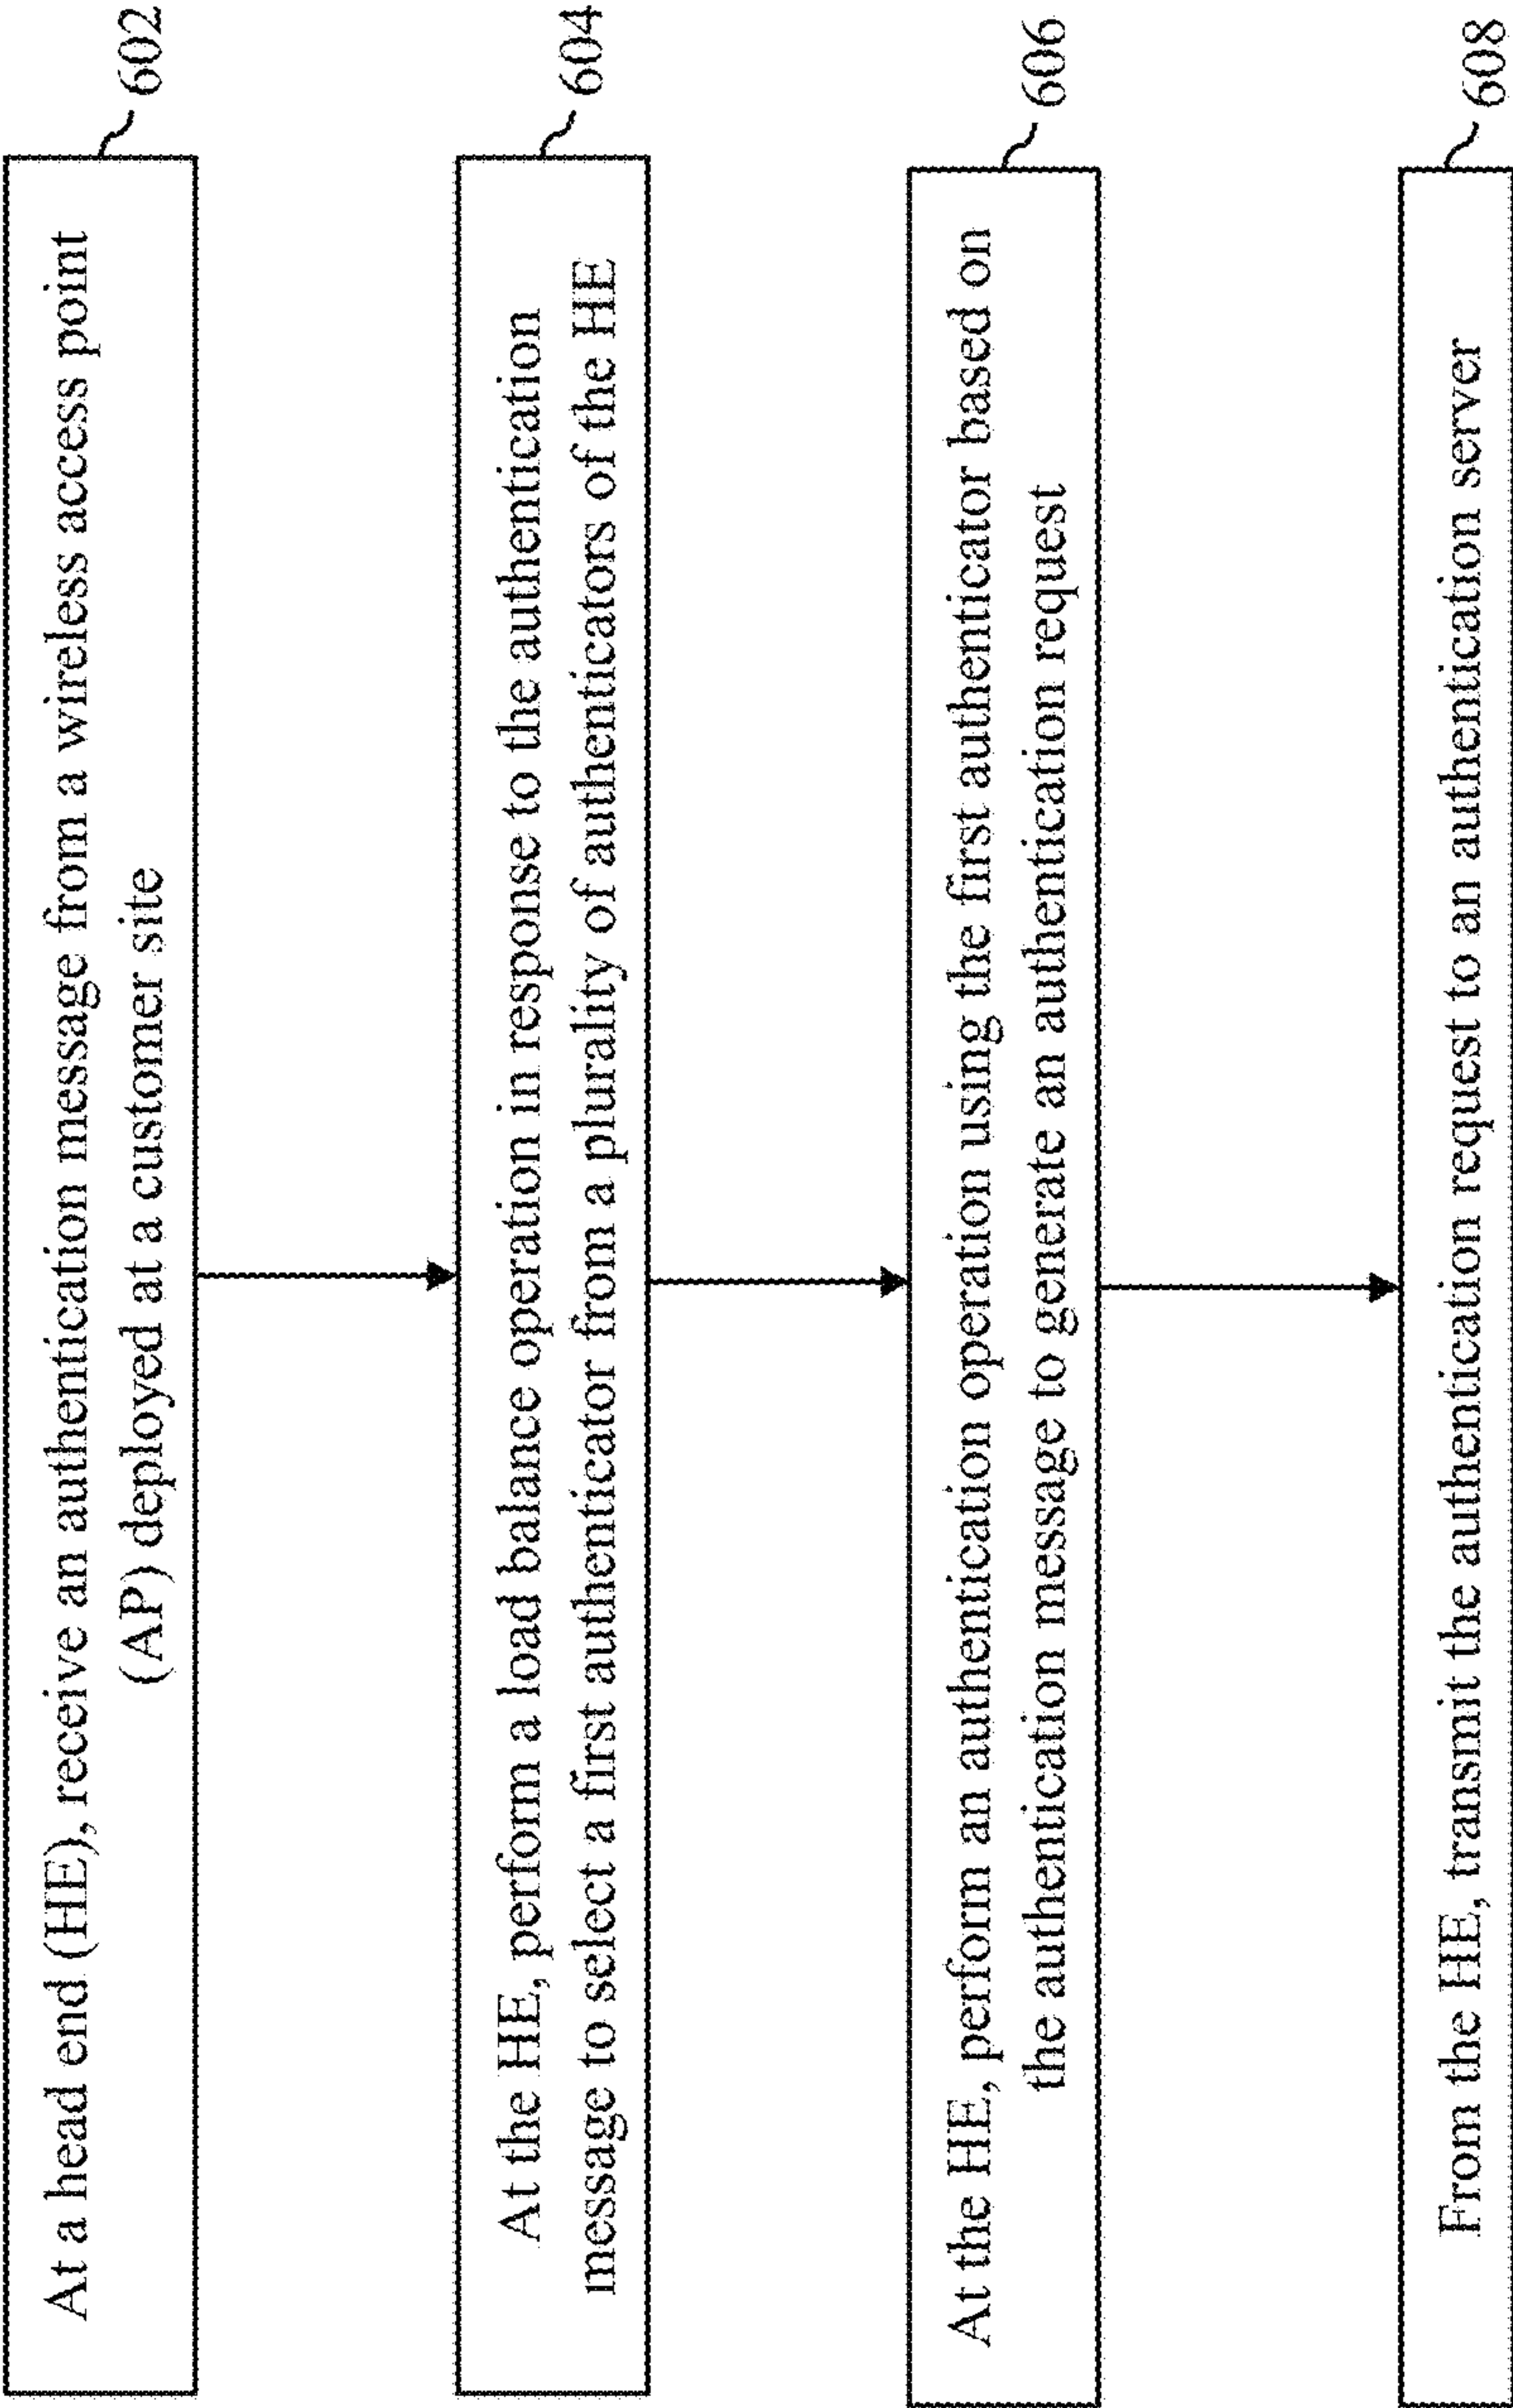 At a head end (HE), receive an authentication message from a wireless access point
(AP) deployed at a customer site
602
At the HE, perform a load balance operation in response to the authentication
message to select a first authenticator from a plurality of authenticators of the HE
604
At the HE, perform an authentication operation using the first authenticator based on
the authentication message to generate an authentication request
606
From the HE, transmit the authentication request to an authentication server
608